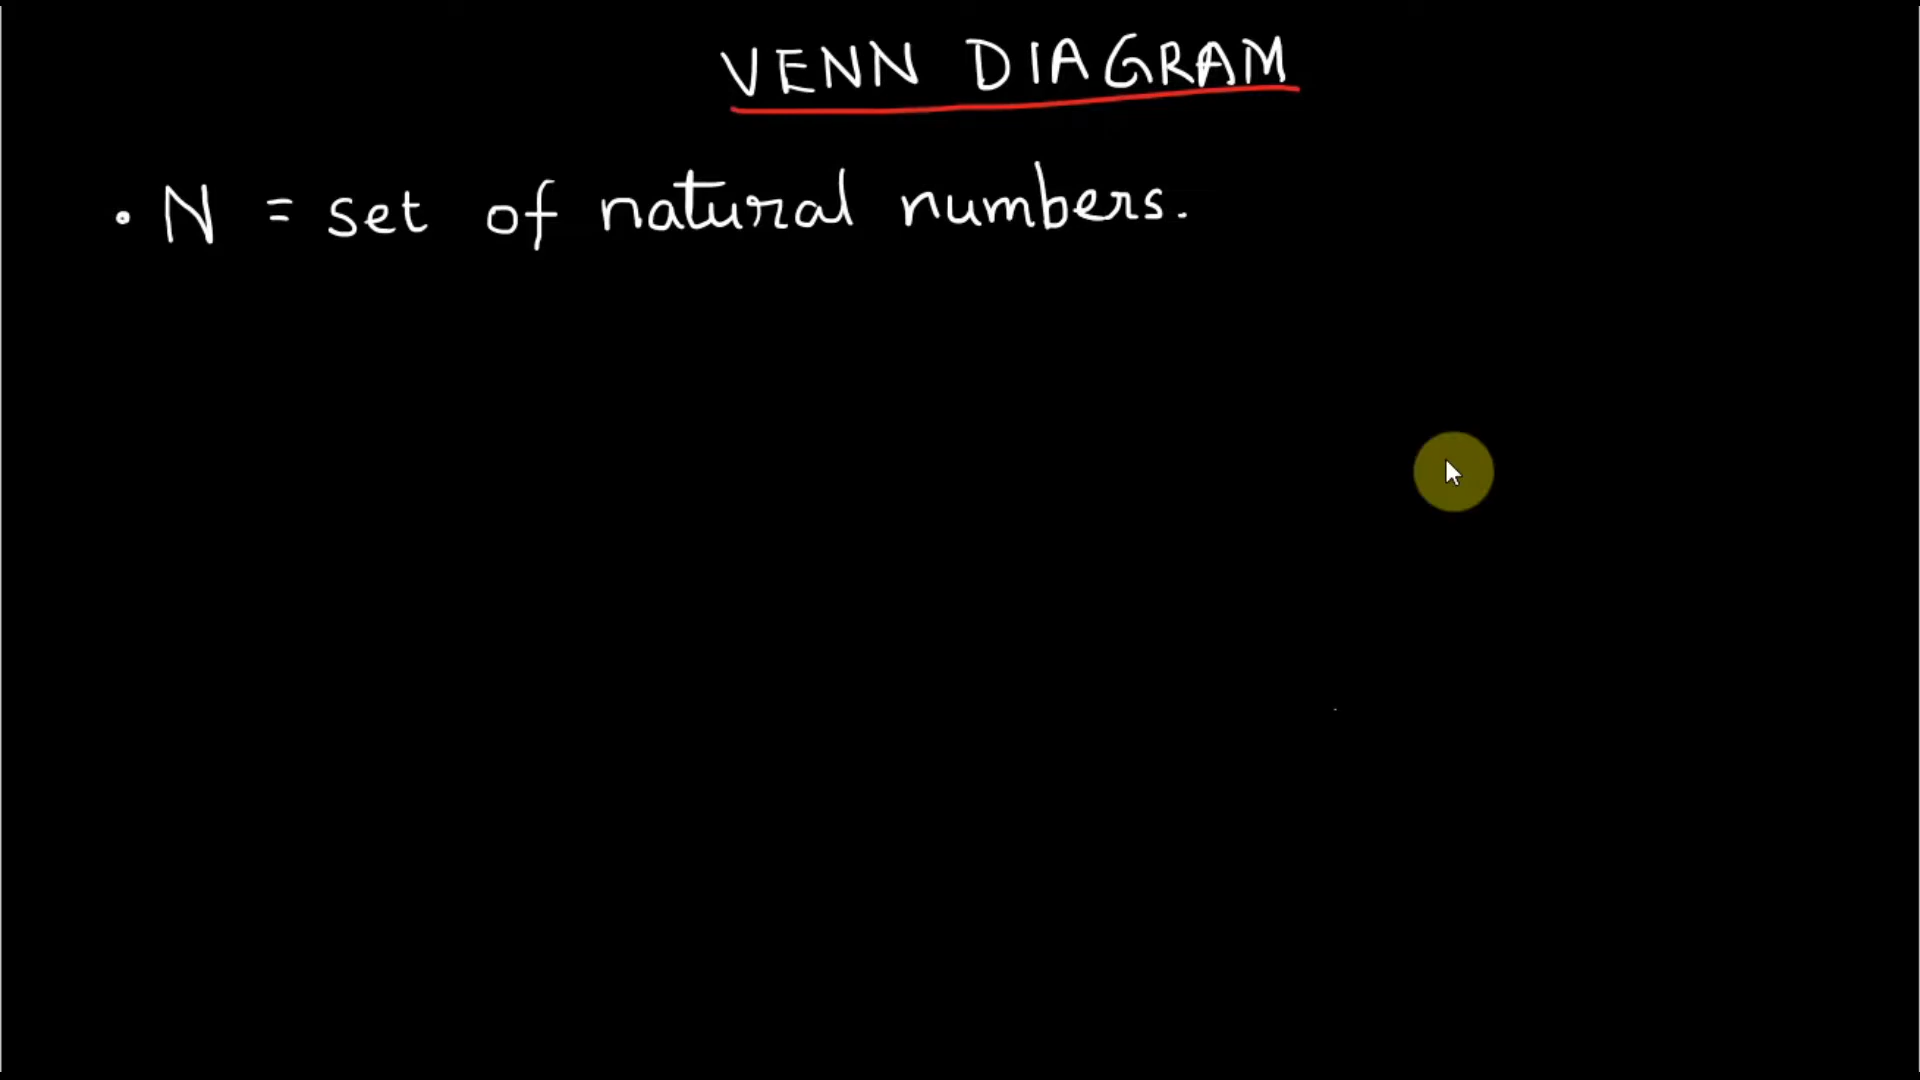 VENN DIAGRAM
• N = set of natural numbers.